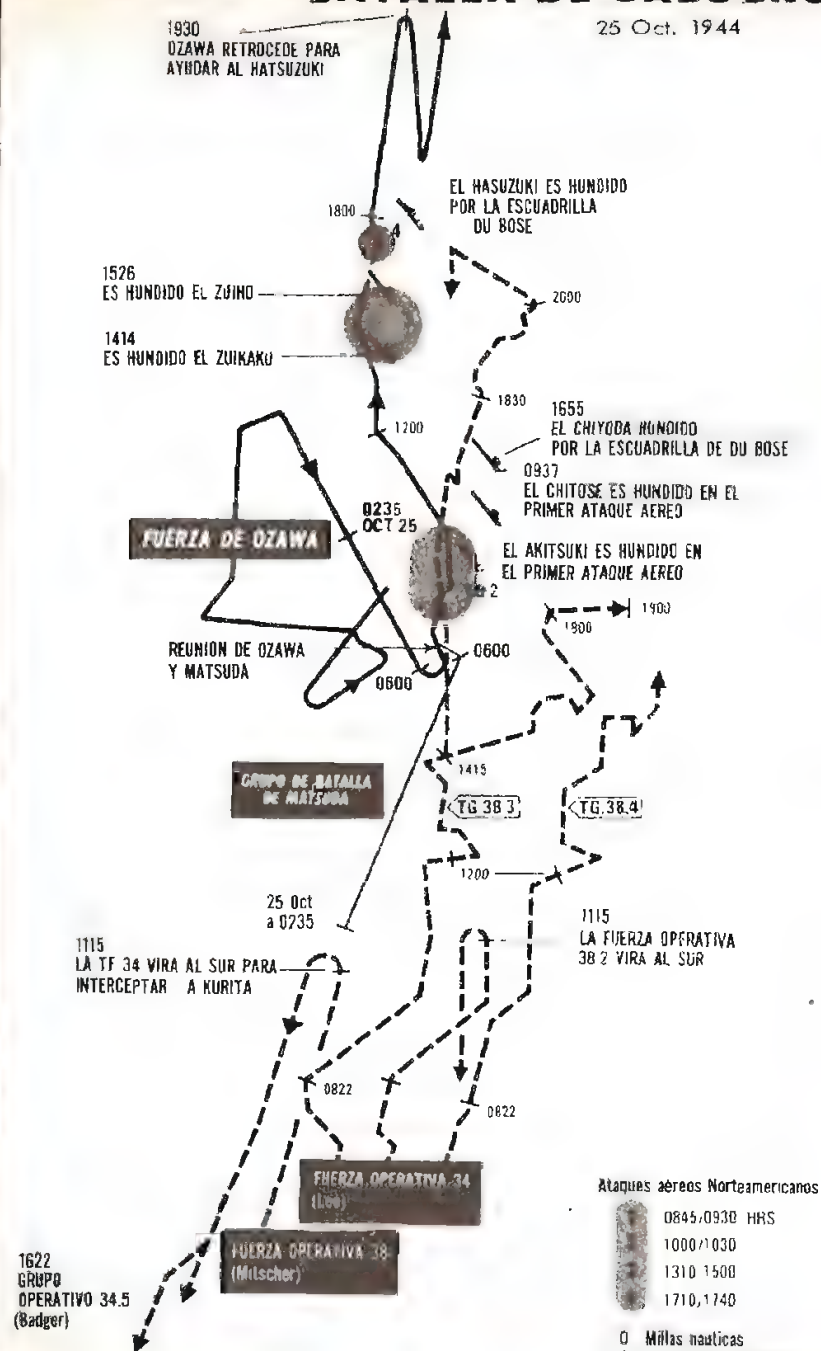 25 Oct. 1944
1930
OZAWA RETROCEDE PARA
AYUDAR AL HATSUZUKI
EL HASUZUKI ES HUNDIDO
POR LA ESCUADRILLA
DU BOSE
1800
4
1526
ES HUNDIDO EL ZUIHO
2000
1414
ES HUNDIDO EL ZUIKAKU
1830
1200
1655
EL CHIYODA HUNDIDO
POR LA ESCUADRILLA DE DU BOSE
0937
EL CHITOSE ES HUNDIDO EN EL
PRIMER ATAQUE AEREO
0235
OCT 25
FUERZA DE OZAWA
EL AKITSUKI ES HUNDIDO EN
EL PRIMER ATAQUE AEREO
2
1900
1800
REUNION DE OZAWA
Y MATSUDA
0600
0600
GRUPO DE BATALLA
DE MATSUDA
1415
TG 38 3
TG.38.4
1200
25 Oct
a 0235
1115
LA TF 34 VIRA AL SUR PARA
INTERCEPTAR A KURITA
1115
LA FUERZA OPERATIVA
38.2 VIRA AL SUR
0822
0822
FUERZA OPERATIVA 34
(Lee)
FUERZA OPERATIVA 38
(Mitscher)
1622
GRUPO
OPERATIVO 34.5
(Badger)
Ataques aéreos Norteamericanos
0845/0930 HRS
1000/1030
1310 1500
1710,1740
0 Millas nauticas